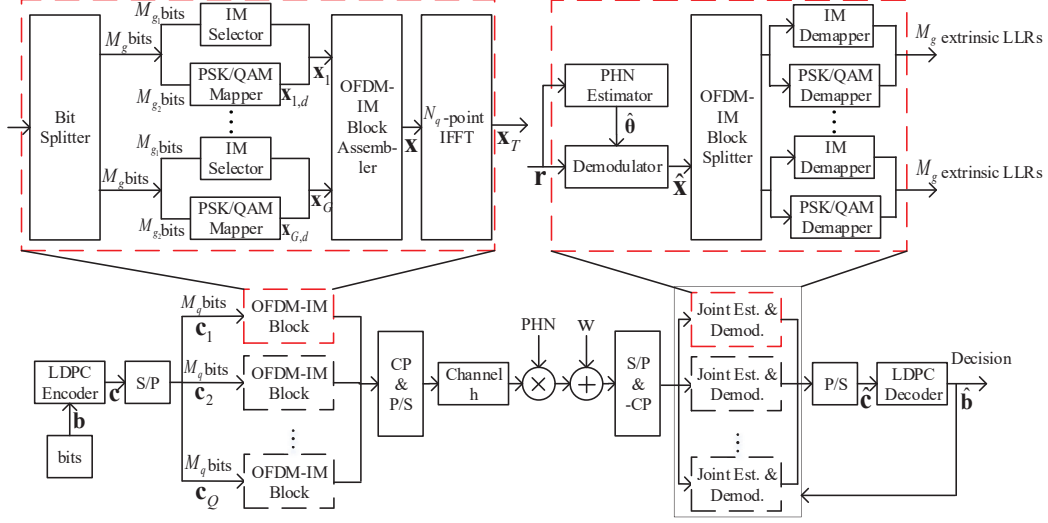 M_g1 bits
IM
Selector
M_g bits
x_1
M_g2 bits
PSK/QAM
Mapper
x_1,d
Bit
Splitter
OFDM-
IM
Block
Assemb-
ler
x
N_q-point
IFFT
x_T
M_g1 bits
IM
Selector
M_g bits
x_G
M_g2 bits
PSK/QAM
Mapper
x_G,d
r
PHN
Estimator
θ̂
Demodulator
x̂
OFDM-
IM
Block
Splitter
IM
Demapper
M_g extrinsic LLRs
PSK/QAM
Demapper
IM
Demapper
M_g extrinsic LLRs
PSK/QAM
Demapper
bits
b
LDPC
Encoder
c
S/P
M_q bits
c_1
OFDM-IM
Block
M_q bits
c_2
OFDM-IM
Block
M_q bits
c_Q
OFDM-IM
Block
CP
&
P/S
Channel
h
PHN
×
W
+
S/P
&
-CP
Joint Est. &
Demod.
Joint Est. &
Demod.
Joint Est. &
Demod.
P/S
ĉ
LDPC
Decoder
Decision
b̂